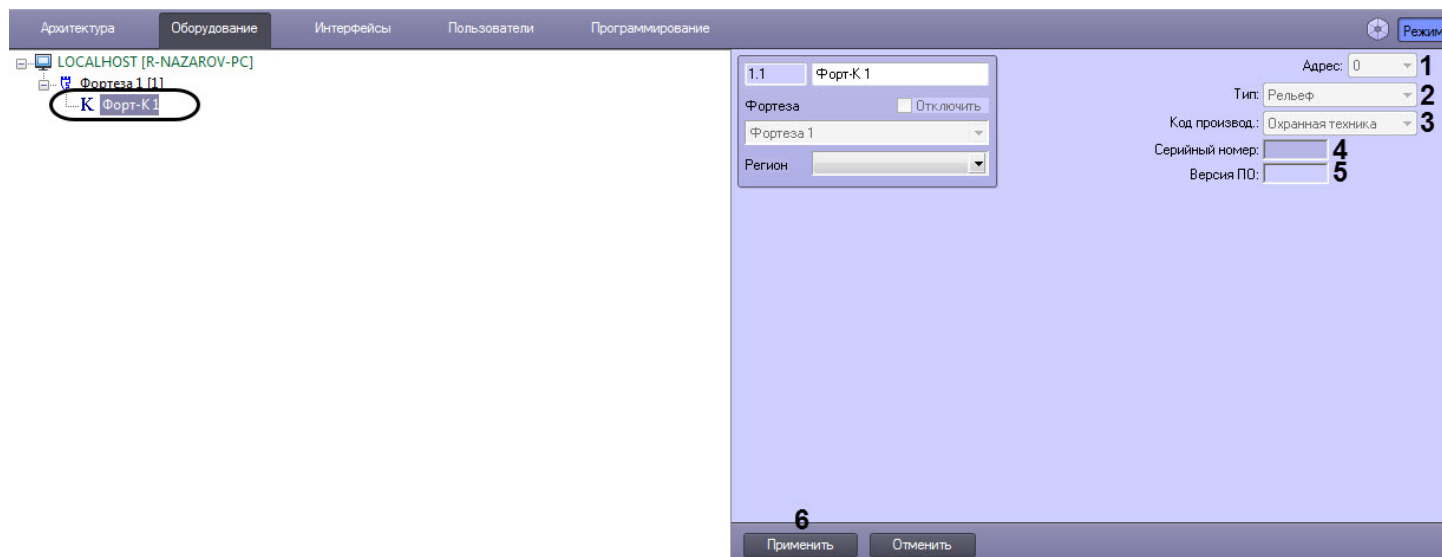 Архитектура Оборудование Интерфейсы Пользователи Программирование Режим
LOCALHOST [R-NAZAROV-PC]
Фортеза 1 [1]
К Форт-К 1
1.1 Форт-К 1
Фортеза Отключить
Фортеза 1
Регион
Адрес: 0 1
Тип: Рельеф 2
Код производ.: Охранная техника 3
Серийный номер: 4
Версия ПО: 5
6
Применить Отменить